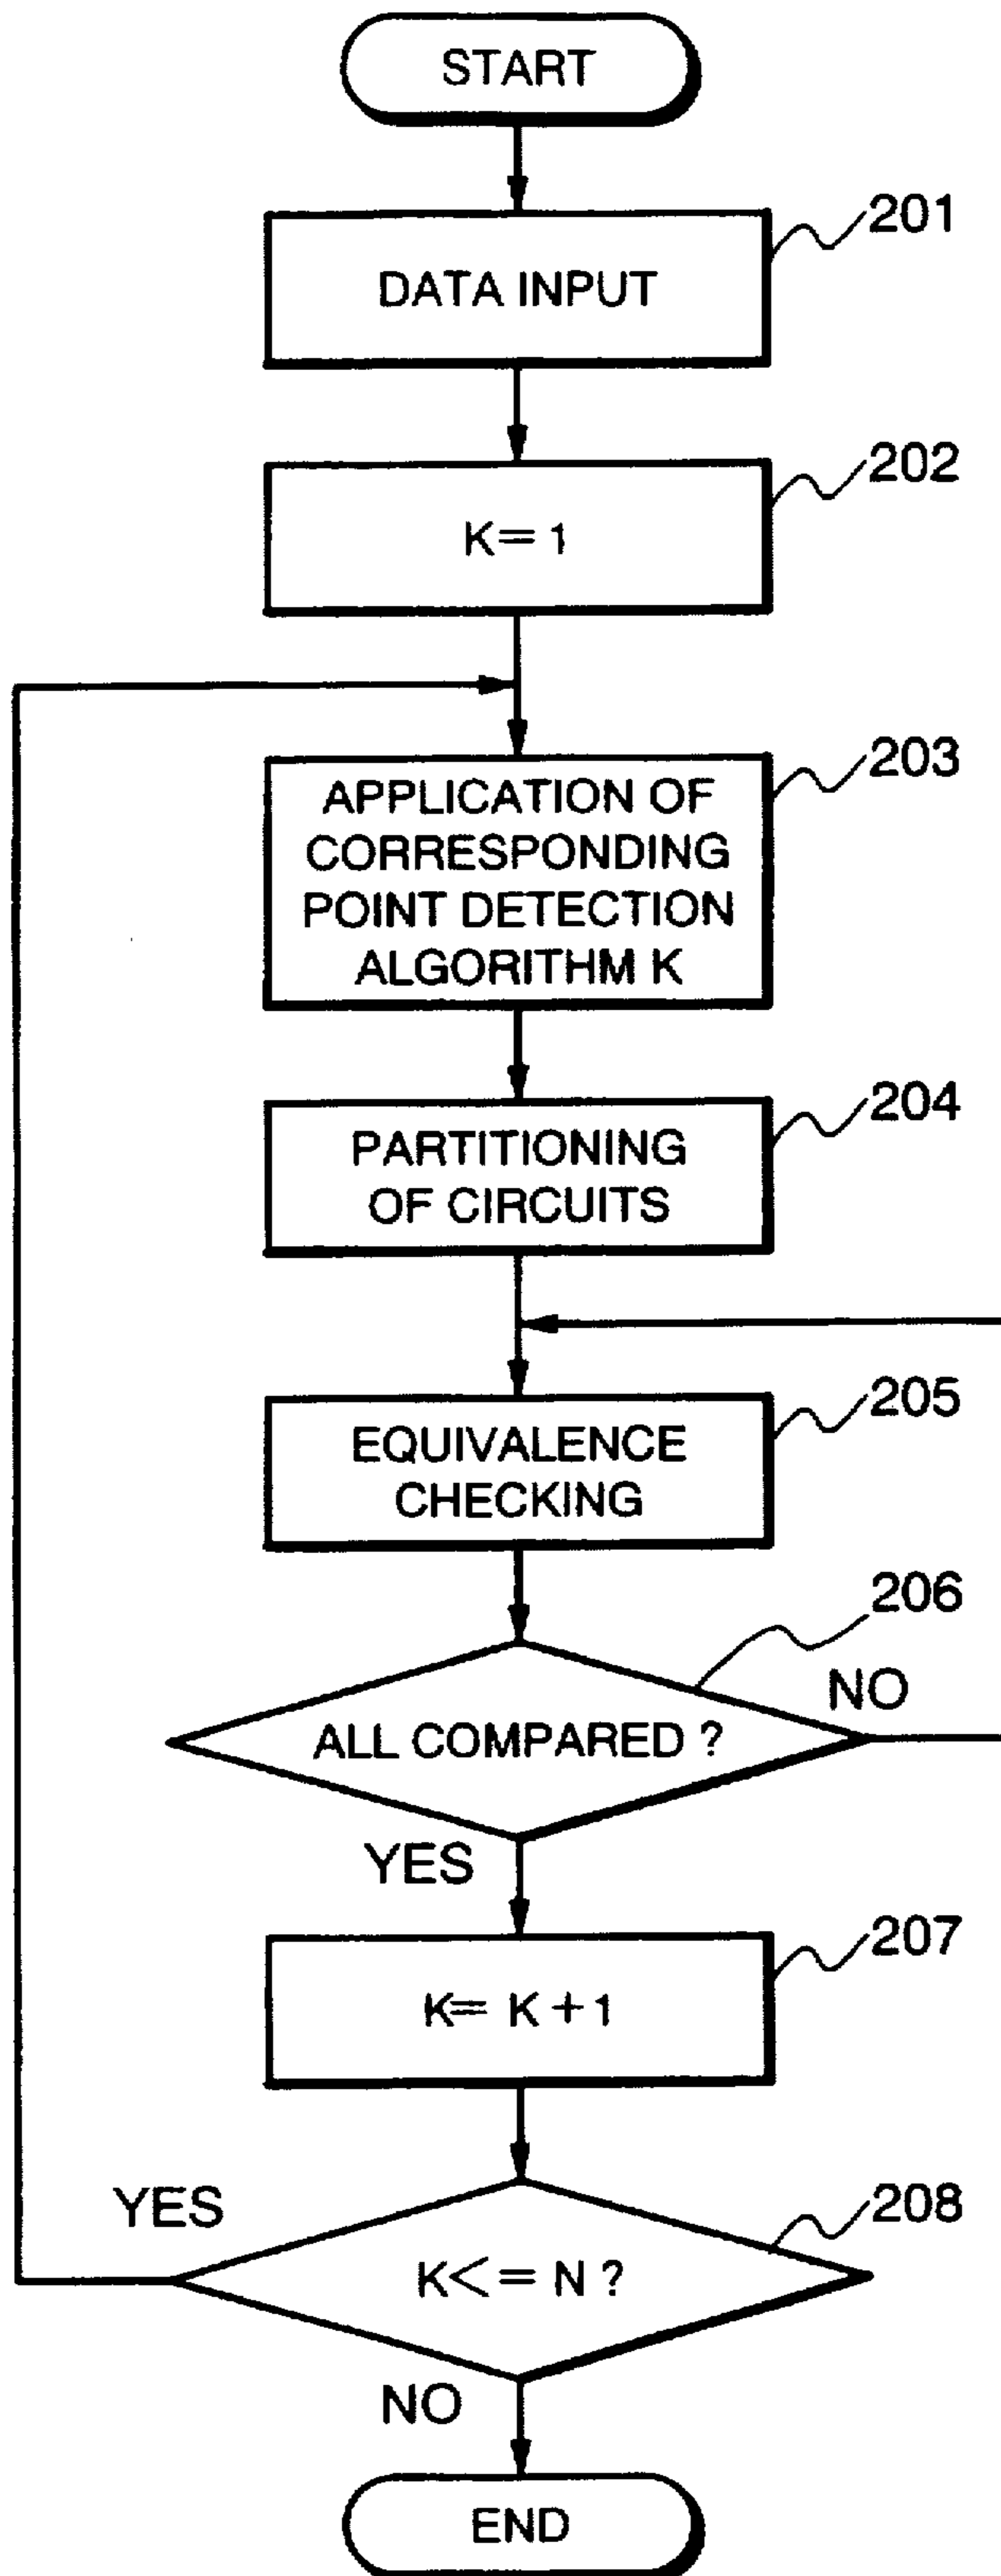 START
201
DATA INPUT
202
K=1
203
APPLICATION OF
CORRESPONDING
POINT DETECTION
ALGORITHM K
204
PARTITIONING
OF CIRCUITS
205
EQUIVALENCE
CHECKING
206
NO
ALL COMPARED ?
YES
207
K= K +1
YES
208
K<= N ?
NO
END